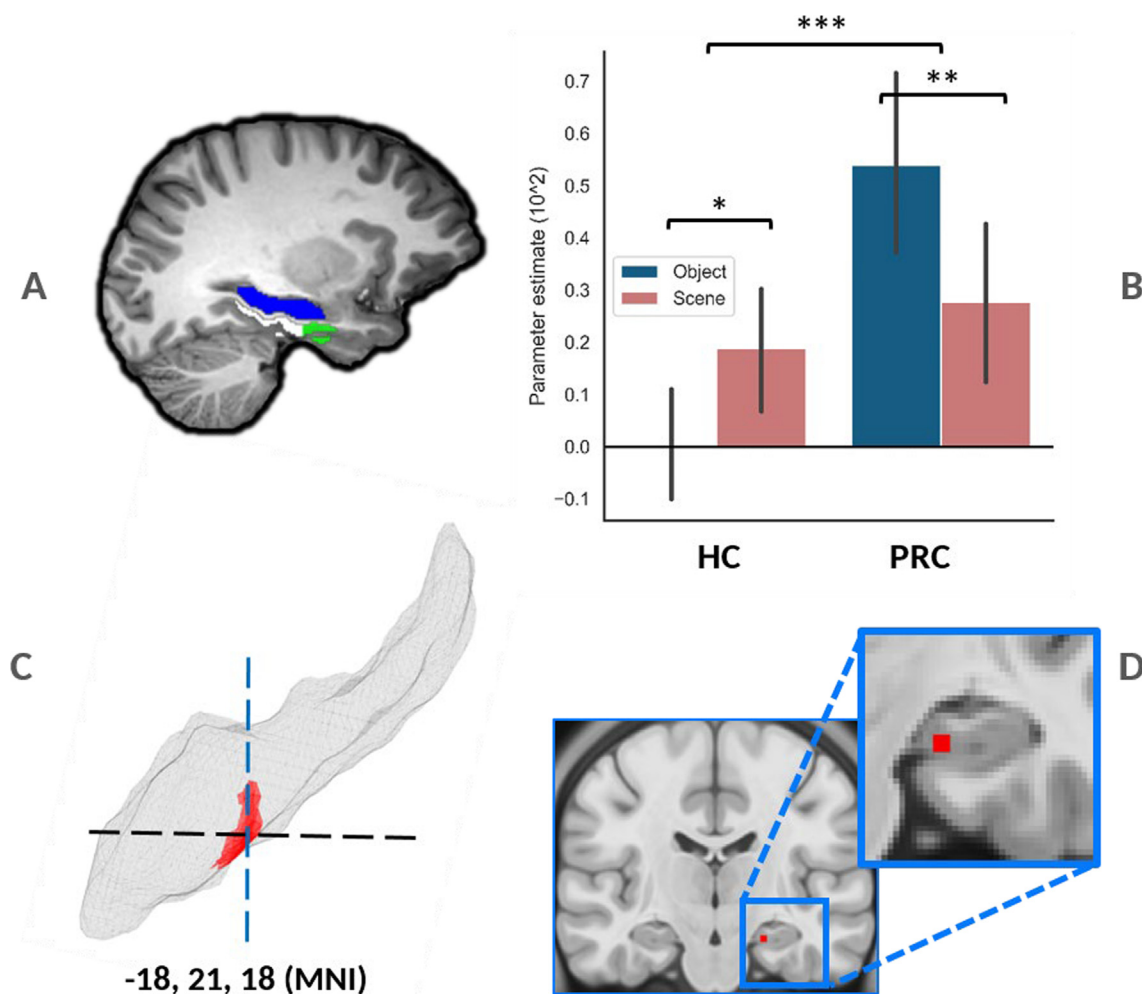 A
B
***
**
*
0.7
0.6
0.5
0.4
0.3
0.2
0.1
0.0
−0.1
Parameter estimate (10^2)
Object
Scene
HC PRC
C
D
-18, 21, 18 (MNI)